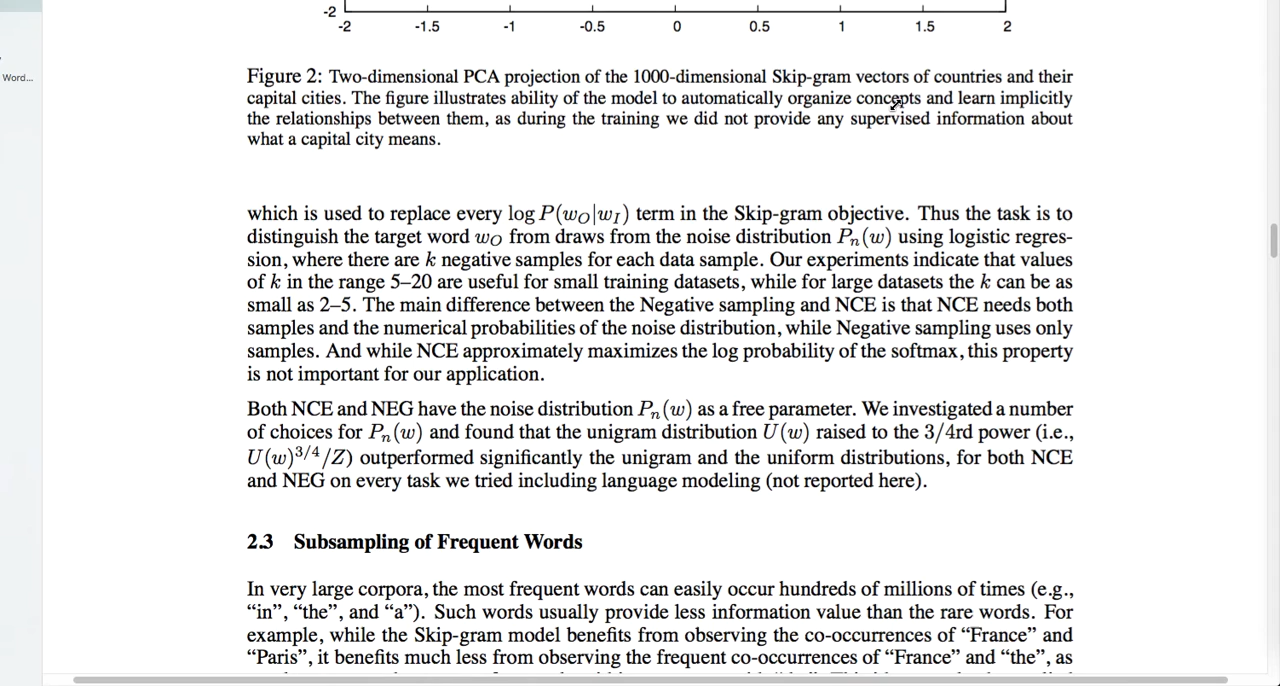 -2
-2 -1.5 -1 -0.5 0 0.5 1 1.5 2
Word...
Figure 2: Two-dimensional PCA projection of the 1000-dimensional Skip-gram vectors of countries and their
capital cities. The figure illustrates ability of the model to automatically organize concepts and learn implicitly
the relationships between them, as during the training we did not provide any supervised information about
what a capital city means.
which is used to replace every log P(w_O|w_I) term in the Skip-gram objective. Thus the task is to
distinguish the target word w_O from draws from the noise distribution P_n(w) using logistic regres-
sion, where there are k negative samples for each data sample. Our experiments indicate that values
of k in the range 5–20 are useful for small training datasets, while for large datasets the k can be as
small as 2–5. The main difference between the Negative sampling and NCE is that NCE needs both
samples and the numerical probabilities of the noise distribution, while Negative sampling uses only
samples. And while NCE approximately maximizes the log probability of the softmax, this property
is not important for our application.
Both NCE and NEG have the noise distribution P_n(w) as a free parameter. We investigated a number
of choices for P_n(w) and found that the unigram distribution U(w) raised to the 3/4rd power (i.e.,
U(w)^{3/4}/Z) outperformed significantly the unigram and the uniform distributions, for both NCE
and NEG on every task we tried including language modeling (not reported here).
2.3 Subsampling of Frequent Words
In very large corpora, the most frequent words can easily occur hundreds of millions of times (e.g.,
“in”, “the”, and “a”). Such words usually provide less information value than the rare words. For
example, while the Skip-gram model benefits from observing the co-occurrences of “France” and
“Paris”, it benefits much less from observing the frequent co-occurrences of “France” and “the”, as